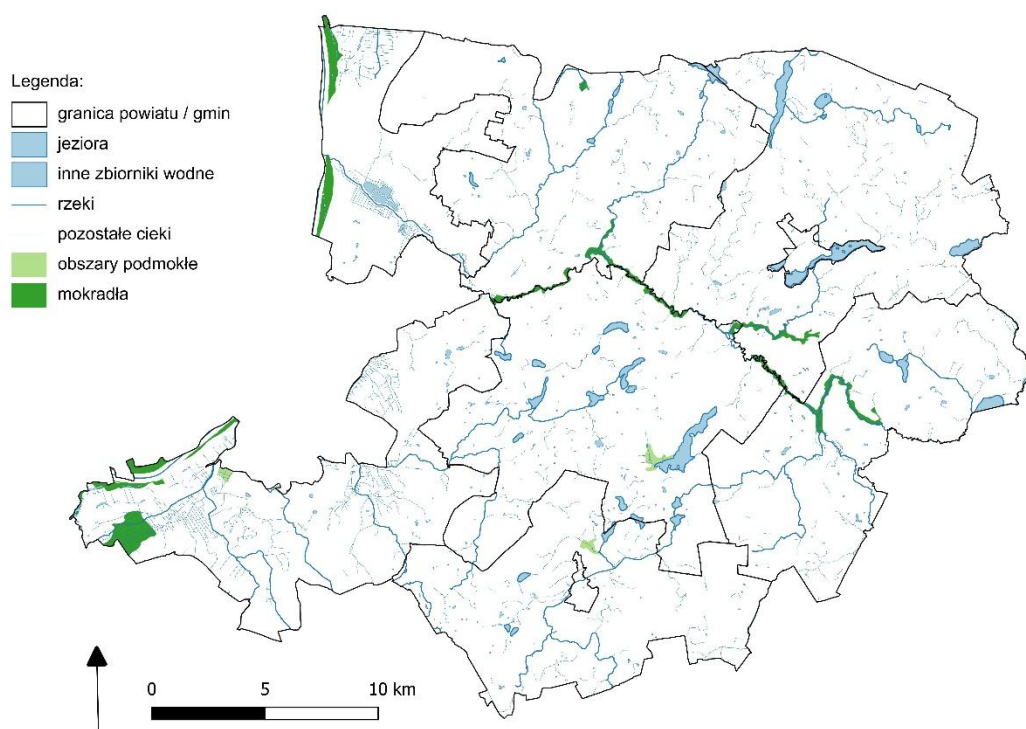 Legenda:
granica powiatu / gmin
jeziora
inne zbiorniki wodne
rzeki
pozostałe cieki
obszary podmokłe
mokradła
0 5 10 km